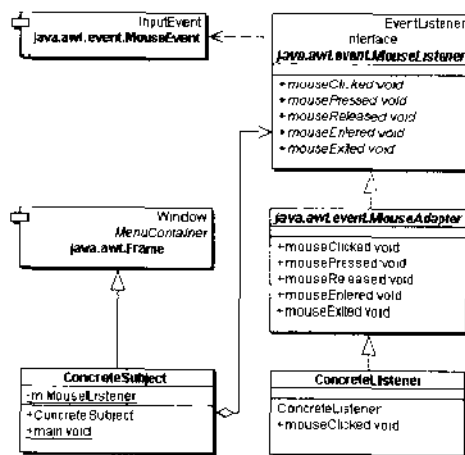 InputEvent
java.awt.event.MouseEvent
EventListener
nterface
java.awt.event.MouseListener
+mouseClicked void
+mousePressed void
+mouseReleased void
+mouseEntered void
+mouseExited void
Window
MenuContainer
java.awt.Frame
java.awt.event.MouseAdapter
+mouseClicked void
+mousePressed void
+mouseReleased void
+mouseEntered void
+mouseExited void
ConcreteSubject
-m MouseListener
+ConcreteSubject
+main void
ConcreteListener
ConcreteListener
+mouseClicked void